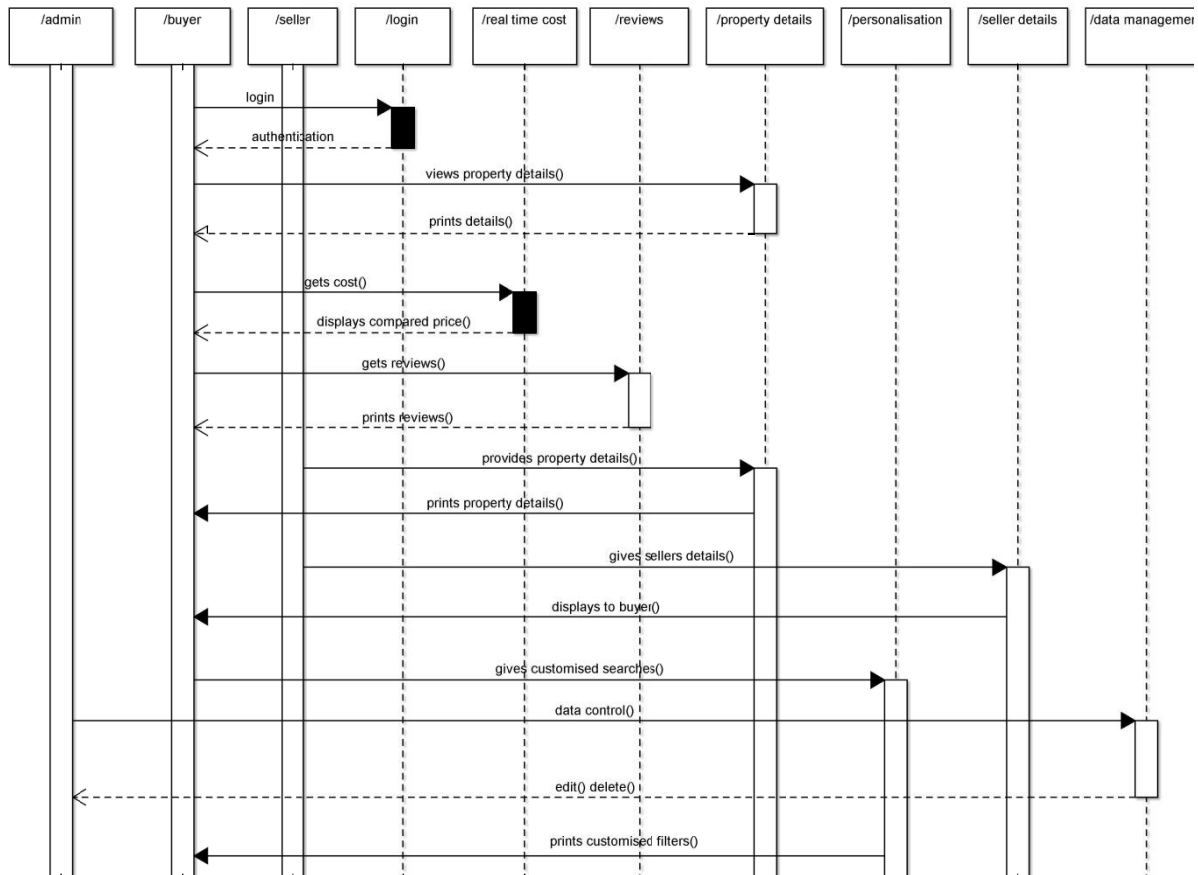 /admin
/buyer
/seller
/login
/real time cost
/reviews
/property details
/personalisation
/seller details
/data management
login
authentication
views property details()
prints details()
gets cost()
displays compared price()
gets reviews()
prints reviews()
provides property details()
prints property details()
gives sellers details()
displays to buyer()
gives customised searches()
data control()
edit() delete()
prints customised filters()